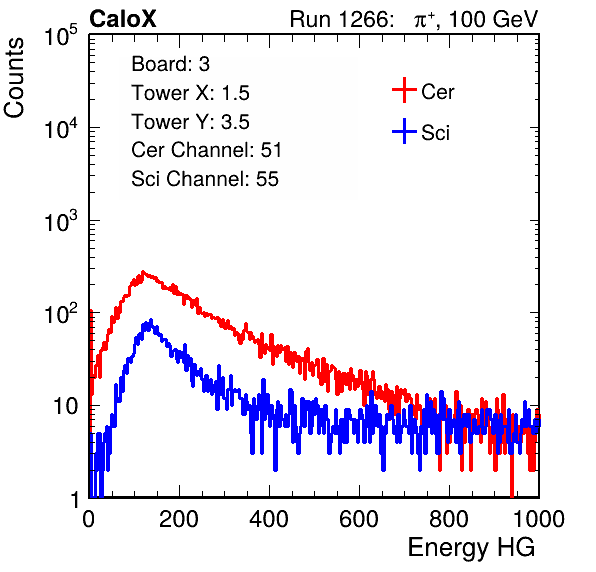 CaloX Run 1266: π⁺, 100 GeV
Board: 3
Tower X: 1.5
Tower Y: 3.5
Cer Channel: 51
Sci Channel: 55
Cer
Sci
Counts
10⁵
10⁴
10³
10²
10
1
0 200 400 600 800 1000
Energy HG